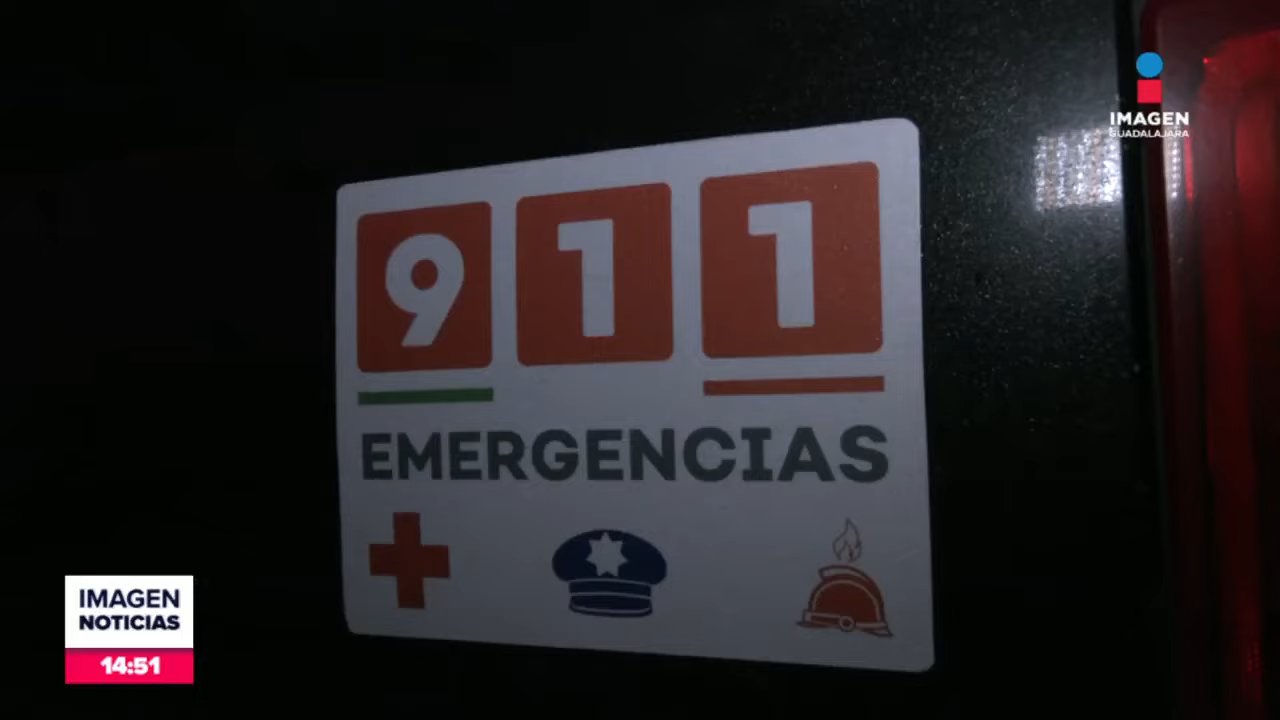 IMAGEN
GUADALAJARA
911
EMERGENCIAS
IMAGEN
NOTICIAS
14:51